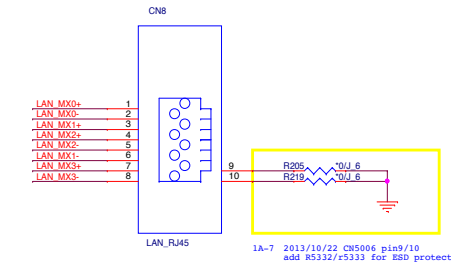 CN8
LAN_MX0+ 1
LAN_MX0- 2
LAN_MX1+ 3
LAN_MX2+ 4
LAN_MX2- 5
LAN_MX1- 6
LAN_MX3+ 7
LAN_MX3- 8
9 R205 *0/J_6
10 R219 *0/J_6
LAN_RJ45
1A-7 2013/10/22 CN5006 pin9/10
add R5332/r5333 for ESD protect